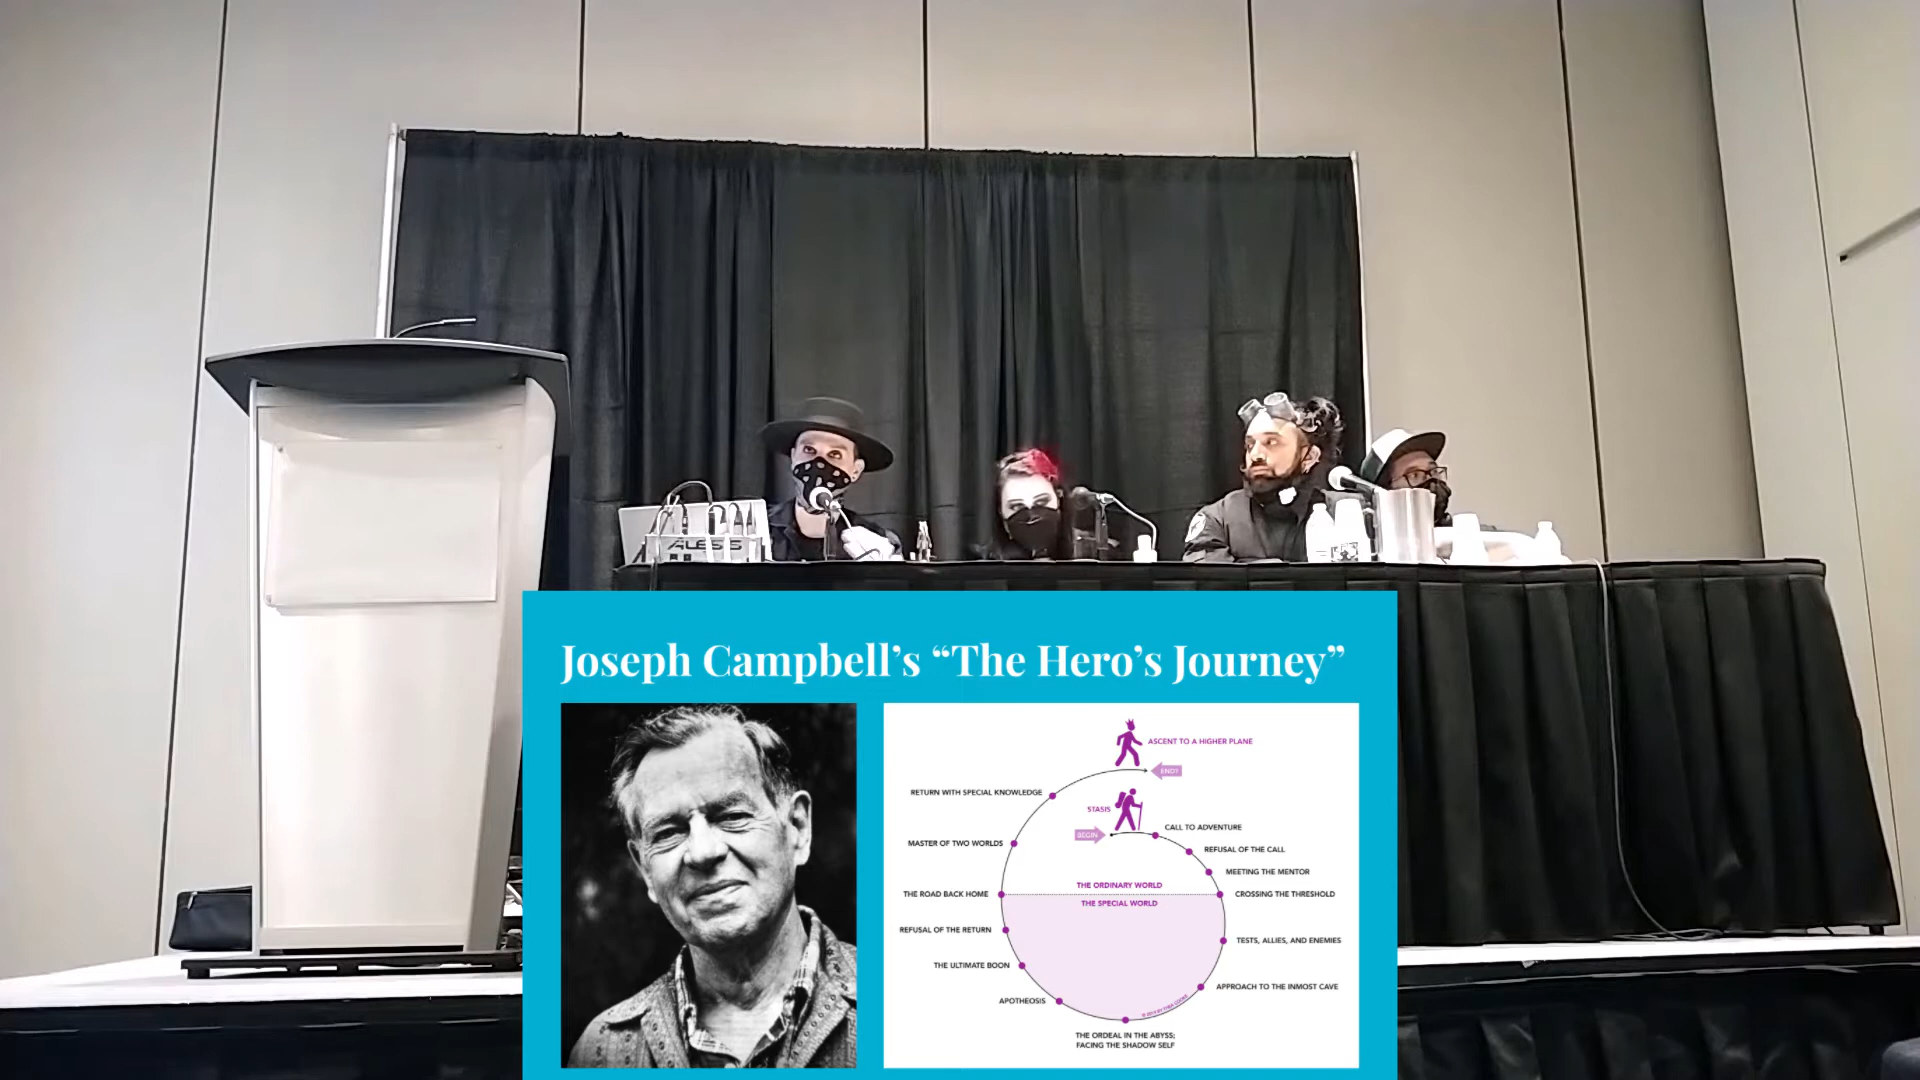 ALESIS
Joseph Campbell's “The Hero's Journey”
ASCENT TO A HIGHER PLANE
END?
RETURN WITH SPECIAL KNOWLEDGE
STASIS
BEGIN
CALL TO ADVENTURE
MASTER OF TWO WORLDS
REFUSAL OF THE CALL
MEETING THE MENTOR
THE ORDINARY WORLD
THE ROAD BACK HOME
CROSSING THE THRESHOLD
THE SPECIAL WORLD
REFUSAL OF THE RETURN
TESTS, ALLIES, AND ENEMIES
THE ULTIMATE BOON
APPROACH TO THE INMOST CAVE
APOTHEOSIS
THE ORDEAL IN THE ABYSS;
FACING THE SHADOW SELF